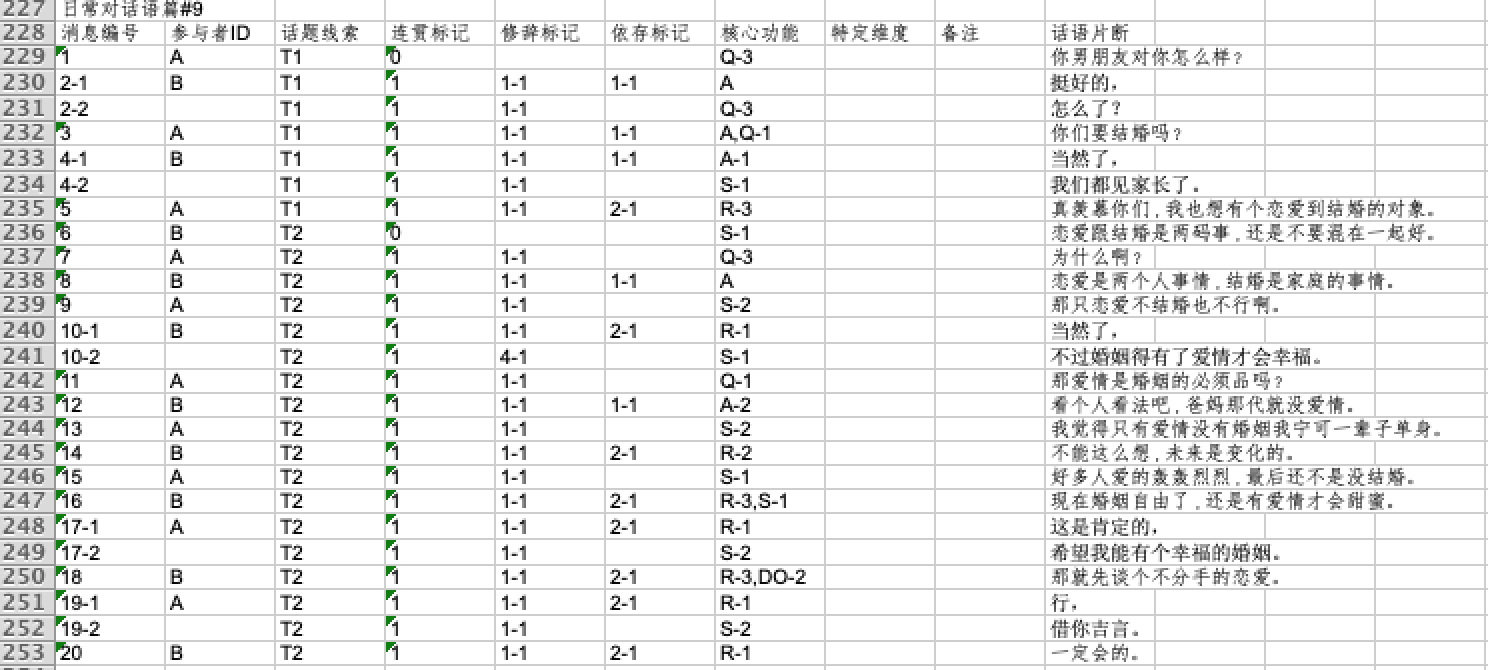 227 日常对话语篇#9
228 消息编号 参与者ID 话题线索 连贯标记 修辞标记 依存标记 核心功能 特定维度 备注 话语片断
229 1 A T1 0 Q-3 你男朋友对你怎么样？
230 2-1 B T1 1 1-1 1-1 A 挺好的，
231 2-2 T1 1 1-1 Q-3 怎么了？
232 3 A T1 1 1-1 1-1 A,Q-1 你们要结婚吗？
233 4-1 B T1 1 1-1 1-1 A-1 当然了，
234 4-2 T1 1 1-1 S-1 我们都见家长了。
235 5 A T1 1 1-1 2-1 R-3 真羡慕你们，我也想有个恋爱到结婚的对象。
236 6 B T2 0 S-1 恋爱跟结婚是两码事，还是不要混在一起好。
237 7 A T2 1 1-1 Q-3 为什么啊？
238 8 B T2 1 1-1 1-1 A 恋爱是两个人事情，结婚是家庭的事情。
239 9 A T2 1 1-1 S-2 那只恋爱不结婚也不行啊。
240 10-1 B T2 1 1-1 2-1 R-1 当然了，
241 10-2 T2 1 4-1 S-1 不过婚姻得有了爱情才会幸福。
242 11 A T2 1 1-1 Q-1 那爱情是婚姻的必须品吗？
243 12 B T2 1 1-1 1-1 A-2 看个人看法吧，爸妈那代就没爱情。
244 13 A T2 1 1-1 S-2 我觉得只有爱情没有婚姻我宁可一辈子单身。
245 14 B T2 1 1-1 2-1 R-2 不能这么想，未来是变化的。
246 15 A T2 1 1-1 S-1 好多人爱的轰轰烈烈，最后还不是没结婚。
247 16 B T2 1 1-1 2-1 R-3,S-1 现在婚姻自由了，还是有爱情才会甜蜜。
248 17-1 A T2 1 1-1 2-1 R-1 这是肯定的，
249 17-2 T2 1 1-1 S-2 希望我能有个幸福的婚姻。
250 18 B T2 1 1-1 2-1 R-3,DO-2 那就先谈个不分手的恋爱。
251 19-1 A T2 1 1-1 2-1 R-1 行，
252 19-2 T2 1 1-1 S-2 借你吉言。
253 20 B T2 1 1-1 2-1 R-1 一定会的。